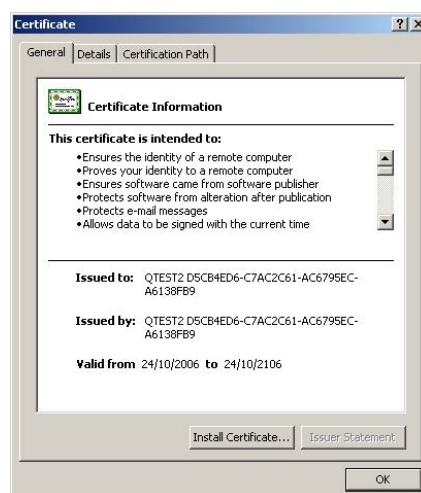 Certificate
General Details Certification Path
Certificate Information
This certificate is intended to:
•Ensures the identity of a remote computer
•Proves your identity to a remote computer
•Ensures software came from software publisher
•Protects software from alteration after publication
•Protects e-mail messages
•Allows data to be signed with the current time
Issued to: QTEST2 D5CB4ED6-C7AC2C61-AC6795EC-
A6138FB9
Issued by: QTEST2 D5CB4ED6-C7AC2C61-AC6795EC-
A6138FB9
Valid from 24/10/2006 to 24/10/2106
Install Certificate... Issuer Statement
OK